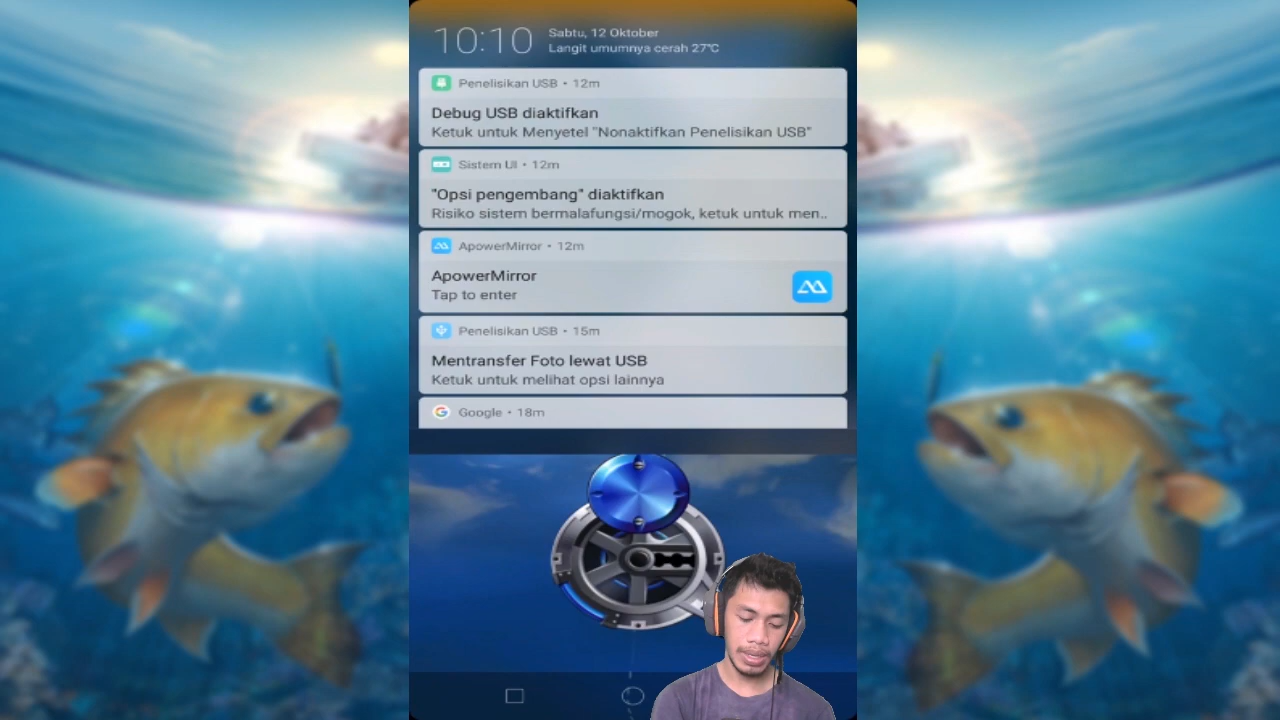 10:10
Sabtu, 12 Oktober
Langit umumnya cerah 27°C
Penelisikan USB • 12m
Debug USB diaktifkan
Ketuk untuk Menyetel "Nonaktifkan Penelisikan USB"
Sistem UI • 12m
"Opsi pengembang" diaktifkan
Risiko sistem bermalafungsi/mogok, ketuk untuk men..
ApowerMirror • 12m
ApowerMirror
Tap to enter
Penelisikan USB • 15m
Mentransfer Foto lewat USB
Ketuk untuk melihat opsi lainnya
Google • 18m